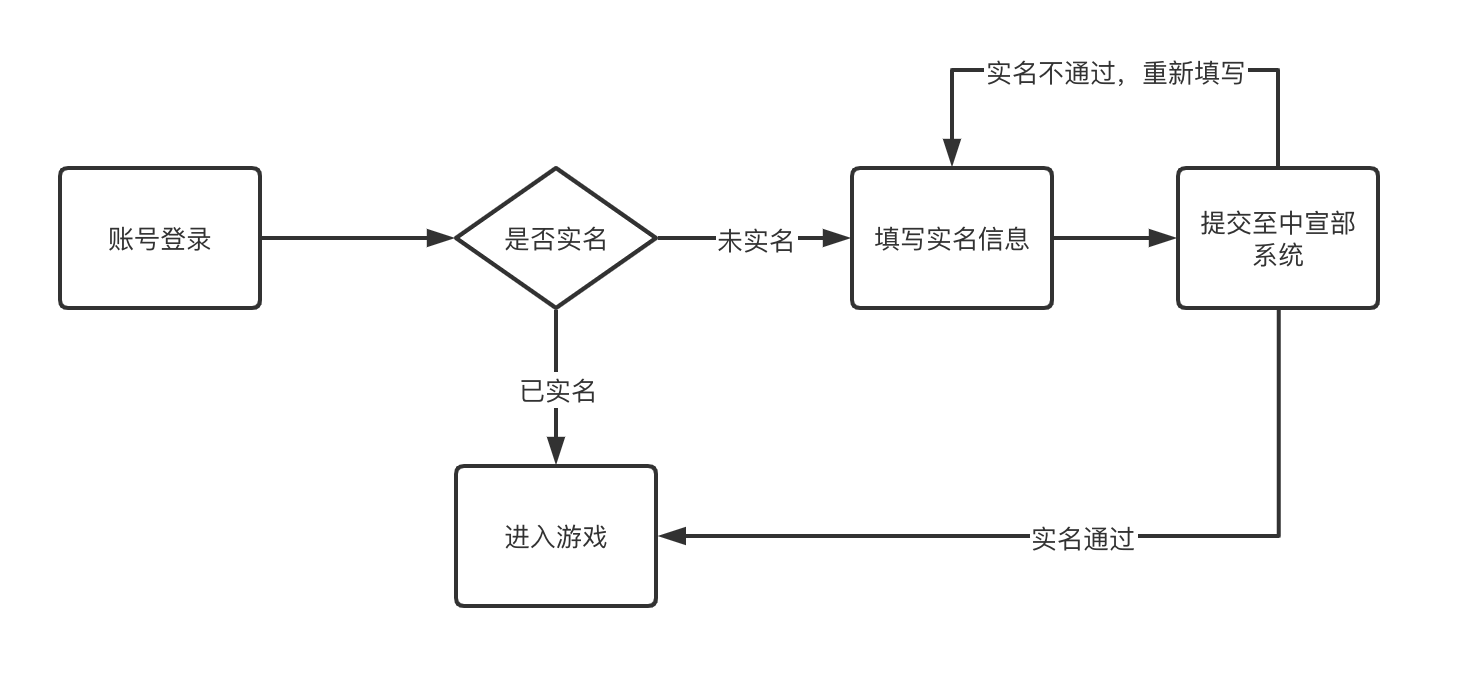 实名不通过，重新填写
账号登录
是否实名
未实名
填写实名信息
提交至中宣部
系统
已实名
进入游戏
实名通过